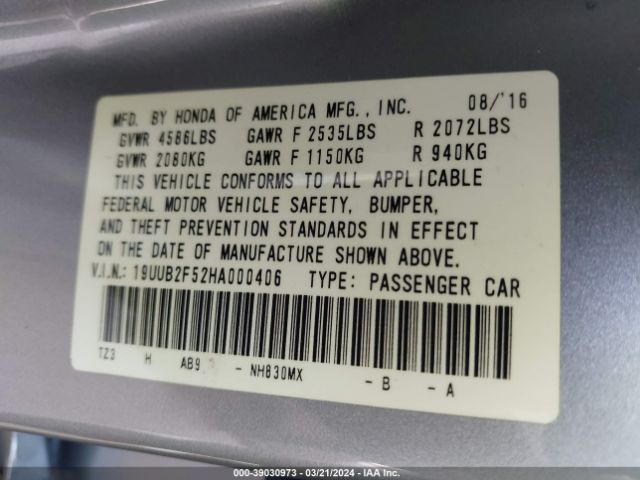 MFD. BY HONDA OF AMERICA MFG., INC. 08/'16
GVWR 4586LBS GAWR F 2535LBS R 2072LBS
GVWR 2080KG GAWR F 1150KG R 940KG
THIS VEHICLE CONFORMS TO ALL APPLICABLE
FEDERAL MOTOR VEHICLE SAFETY, BUMPER,
AND THEFT PREVENTION STANDARDS IN EFFECT
ON THE DATE OF MANUFACTURE SHOWN ABOVE.
V.I.N.: 19UUB2F52HA000406 TYPE: PASSENGER CAR
TZ3 H AB9 - NH830MX - B - A
000-39030973 — 03/21/2024 — IAA Inc.